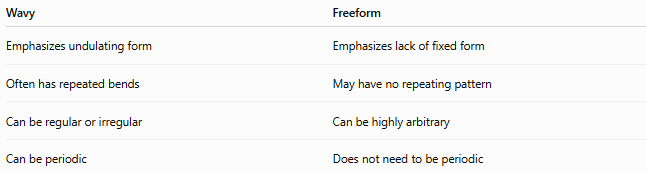 Wavy Freeform
Emphasizes undulating form Emphasizes lack of fixed form
Often has repeated bends May have no repeating pattern
Can be regular or irregular Can be highly arbitrary
Can be periodic Does not need to be periodic